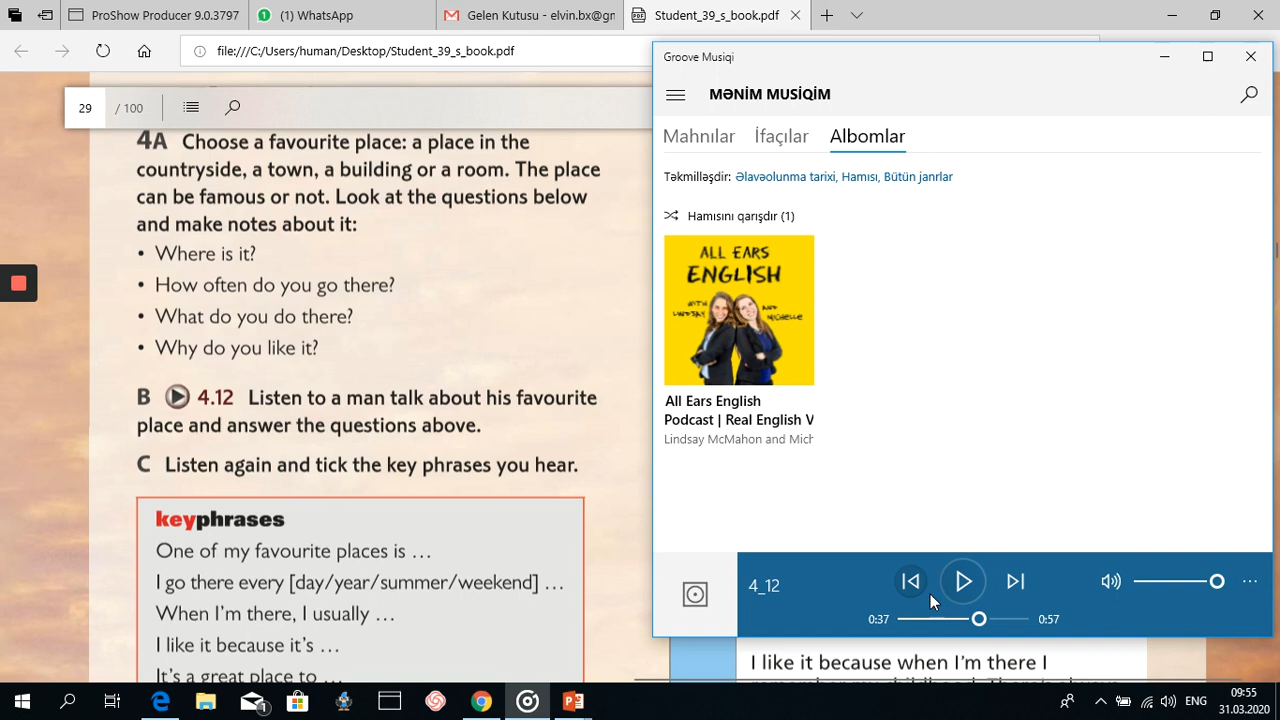 ProShow Producer 9.0.3797
1
(1) WhatsApp
Gelen Kutusu - elvin.bx@gr
Student_39_s_book.pdf
file:///C:/Users/human/Desktop/Student_39_s_book.pdf
29 / 100
4A Choose a favourite place: a place in the
countryside, a town, a building or a room. The place
can be famous or not. Look at the questions below
and make notes about it:
• Where is it?
• How often do you go there?
• What do you do there?
• Why do you like it?
B 4.12 Listen to a man talk about his favourite
place and answer the questions above.
C Listen again and tick the key phrases you hear.
keyphrases
One of my favourite places is …
I go there every [day/year/summer/weekend] …
When I'm there, I usually …
I like it because it's …
It's a great place to …
Groove Musiqi
MƏNİM MUSİQİM
Mahnılar İfaçılar Albomlar
Təkmilləşdir: Əlavəolunma tarixi, Hamısı, Bütün janrlar
Hamısını qarışdır (1)
ALL EARS
ENGLISH
WITH LINDSAY AND MICHELLE
All Ears English
Podcast | Real English V
Lindsay McMahon and Mich
4_12
0:37
0:57
I like it because when I'm there I
1
ENG
09:55
31.03.2020